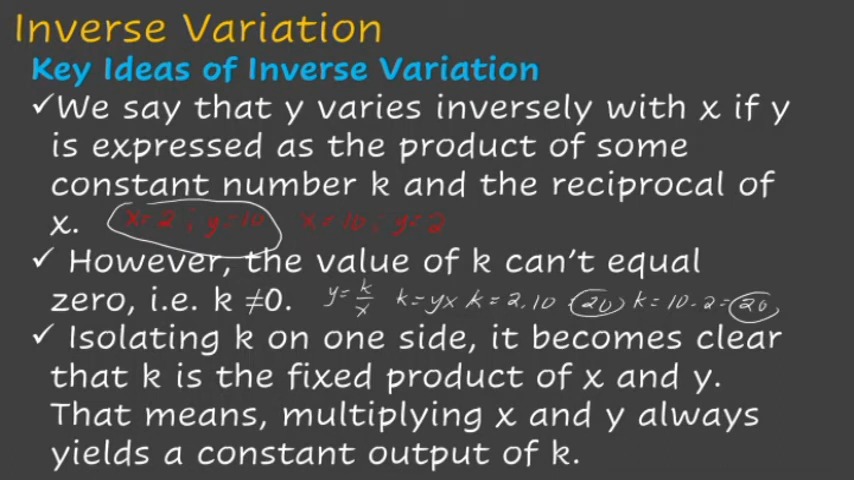 Inverse Variation
Key Ideas of Inverse Variation
✓We say that y varies inversely with x if y
is expressed as the product of some
constant number k and the reciprocal of
x. x=2; y=10 x=10; y=2
✓ However, the value of k can't equal
zero, i.e. k ≠0. y=k/x k=yx k=2.10=20 k=10-2=20
✓ Isolating k on one side, it becomes clear
that k is the fixed product of x and y.
That means, multiplying x and y always
yields a constant output of k.